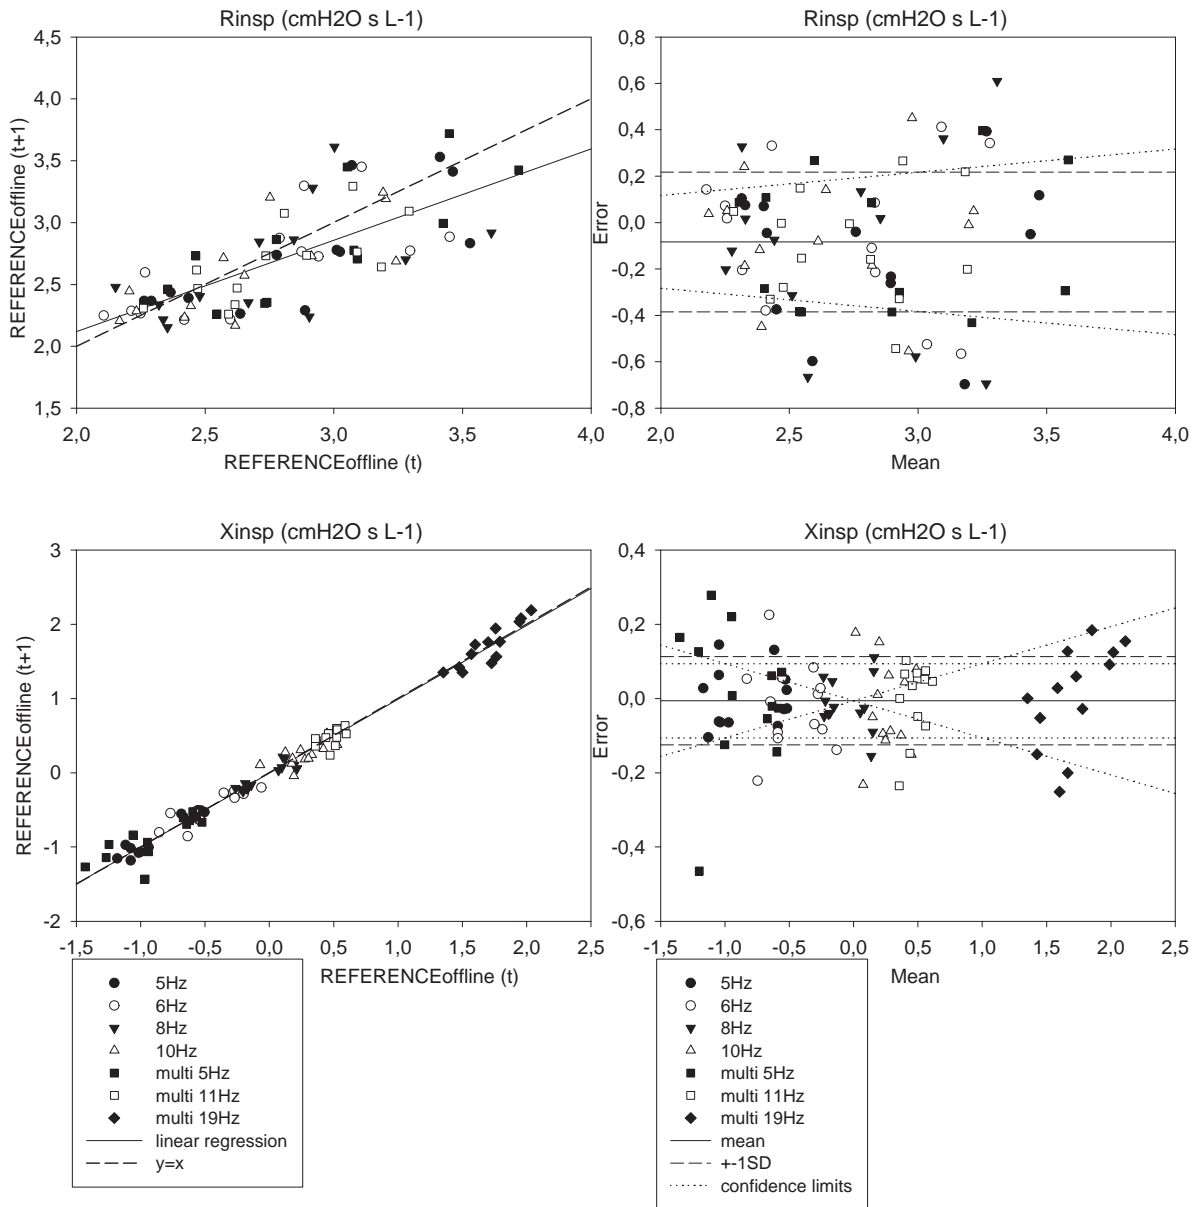 Rinsp (cmH2O s L-1)
4,5
4,0
3,5
3,0
2,5
2,0
1,5
REFERENCEoffline (t+1)
2,0 2,5 3,0 3,5 4,0
REFERENCEoffline (t)
Rinsp (cmH2O s L-1)
0,8
0,6
0,4
0,2
0,0
-0,2
-0,4
-0,6
-0,8
Error
2,0 2,5 3,0 3,5 4,0
Mean
Xinsp (cmH2O s L-1)
3
2
1
0
-1
-2
REFERENCEoffline (t+1)
-1,5 -1,0 -0,5 0,0 0,5 1,0 1,5 2,0 2,5
REFERENCEoffline (t)
5Hz
6Hz
8Hz
10Hz
multi 5Hz
multi 11Hz
multi 19Hz
linear regression
y=x
Xinsp (cmH2O s L-1)
0,4
0,2
0,0
-0,2
-0,4
-0,6
Error
-1,5 -1,0 -0,5 0,0 0,5 1,0 1,5 2,0 2,5
Mean
5Hz
6Hz
8Hz
10Hz
multi 5Hz
multi 11Hz
multi 19Hz
mean
+-1SD
confidence limits